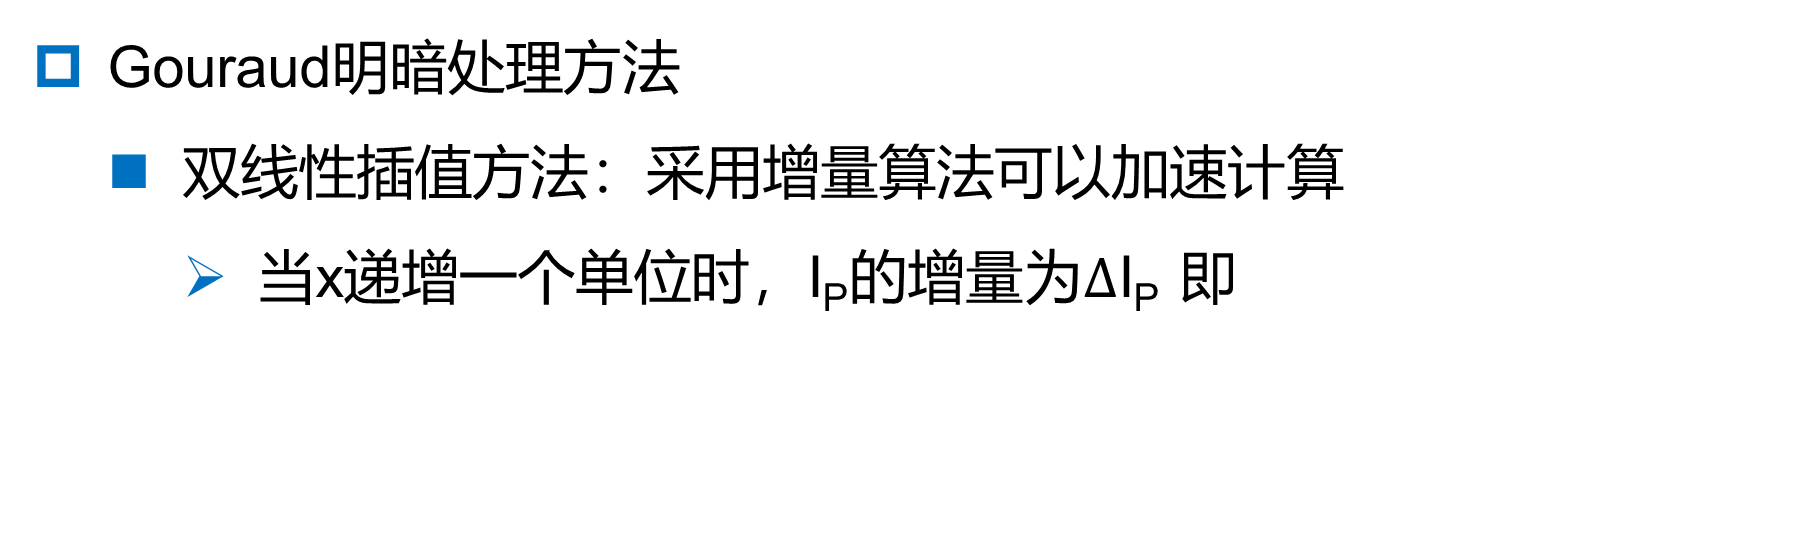 Gouraud明暗处理方法
双线性插值方法：采用增量算法可以加速计算
当x递增一个单位时，I_P的增量为ΔI_P 即